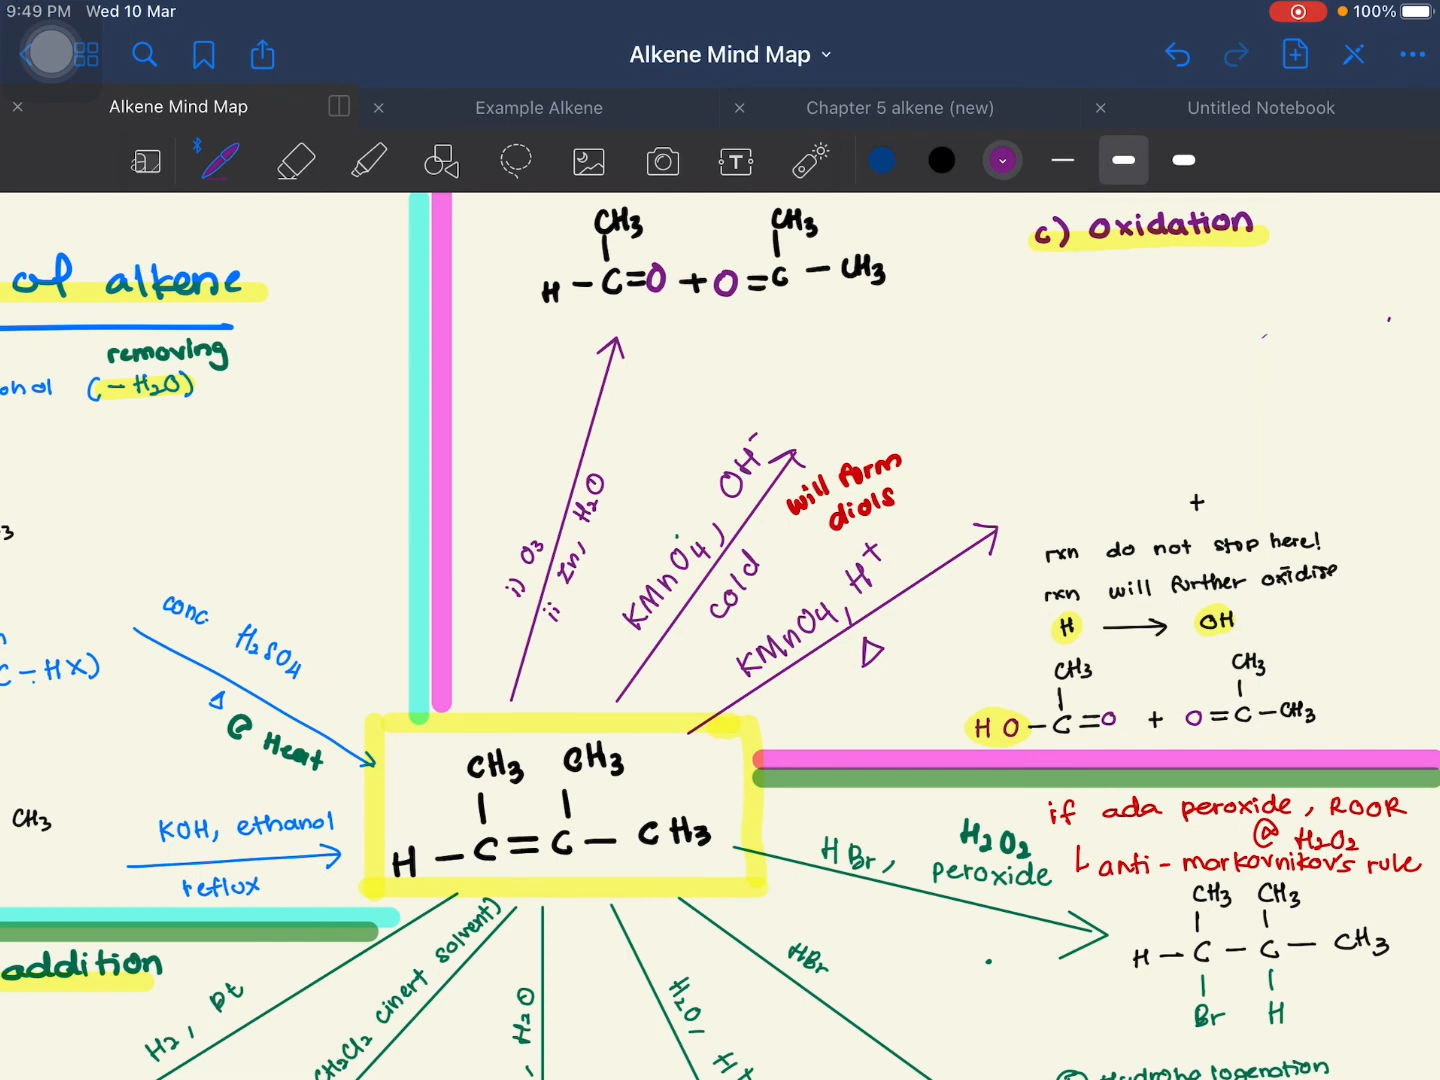 9:49 PM Wed 10 Mar
100%
Alkene Mind Map
Alkene Mind Map
Example Alkene
Chapter 5 alkene (new)
Untitled Notebook
T
of alkene
removing
(-H2O)
3
C-HX)
conc. H2SO4
Δ
@ Heat
CH3
KOH, ethanol
reflux
addition
CH3 CH3
H-C=O + O=C-CH3
c) oxidation
i) O3
ii Zn, H2O
KMnO4, OH-
cold
will form
diols
KMnO4, H+
Δ
+
rxn do not stop here!
rxn will further oxidise
H → OH
CH3 CH3
HO-C=O + O=C-CH3
CH3 CH3
H-C=C-CH3
HBr, H2O2
peroxide
if ada peroxide, ROOR
@ H2O2
anti-markovnikov's rule
CH3 CH3
H-C-C-CH3
Br H
H2, pt
CH2Cl2 cinert solvent)
, H2O
H2O, H+
HBr